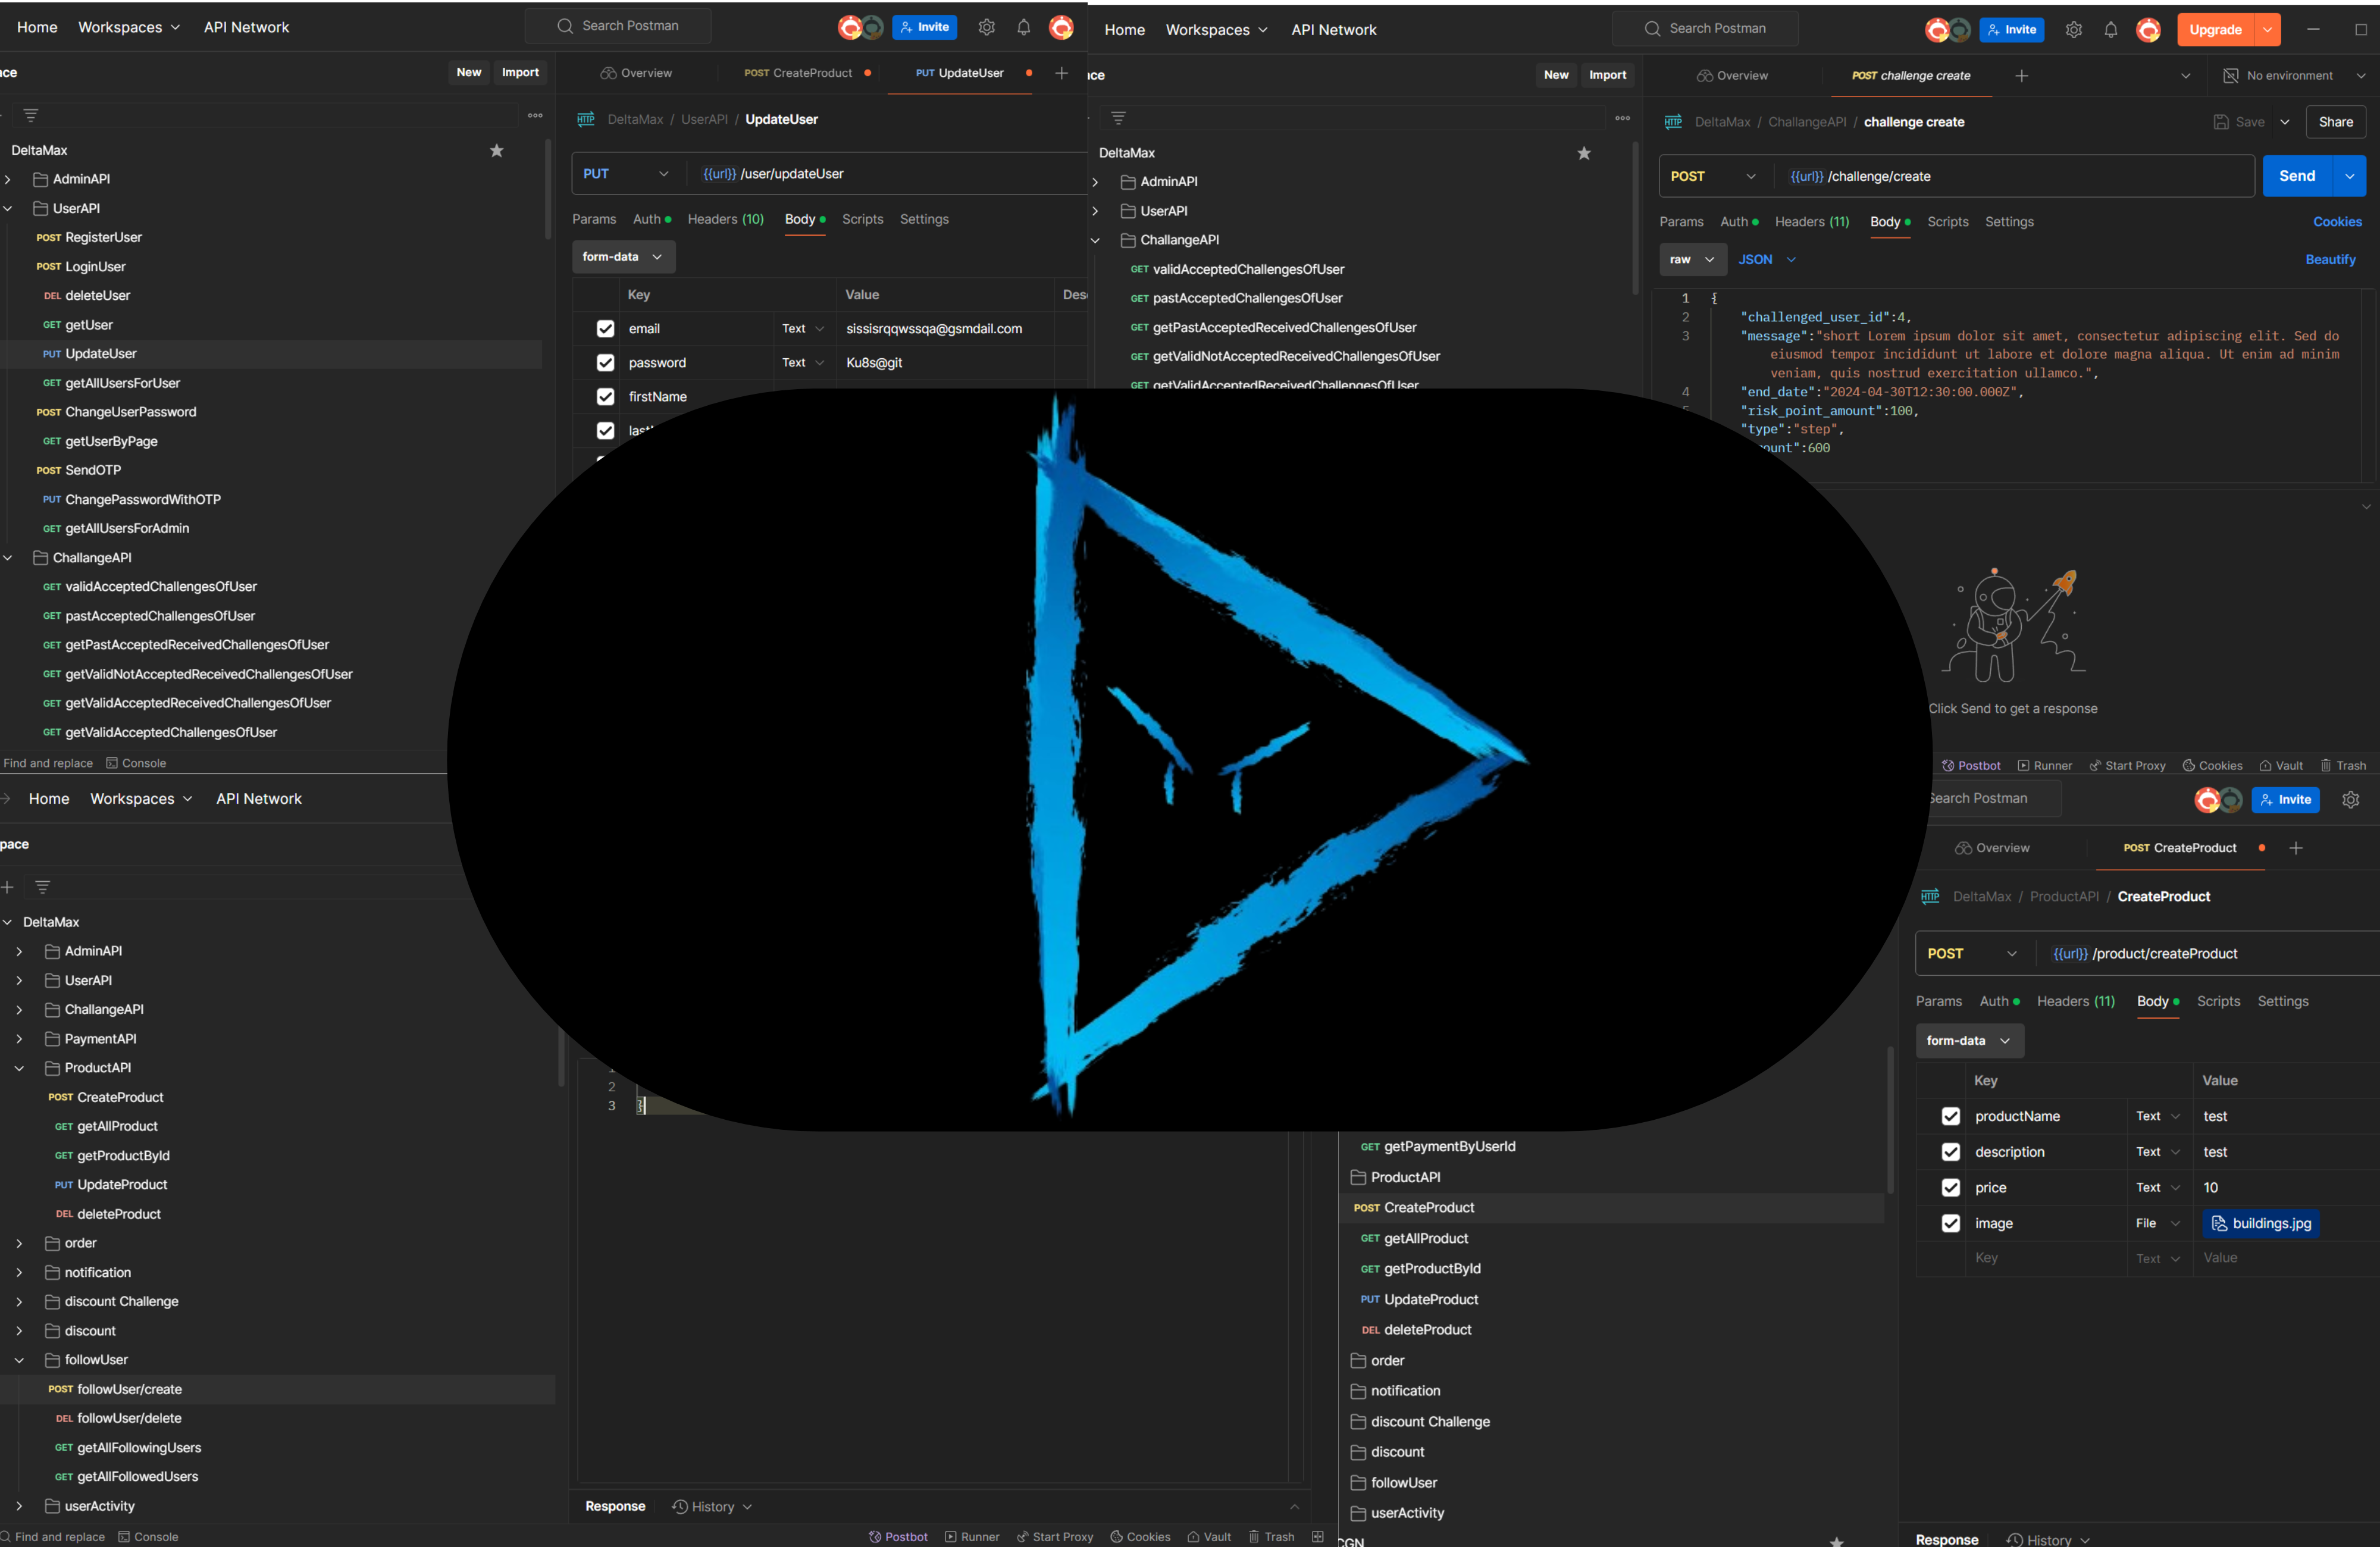 Home Workspaces API Network Search Postman Invite
ce New Import Overview POST CreateProduct PUT UpdateUser
HTTP DeltaMax / UserAPI / UpdateUser
DeltaMax
PUT {{url}} /user/updateUser
AdminAPI
UserAPI
Params Auth Headers (10) Body Scripts Settings
POST RegisterUser
form-data
POST LoginUser
Key Value Des
DEL deleteUser
GET getUser
email Text sissisrqqwssqa@gsmdail.com
PUT UpdateUser
password Text Ku8s@git
GET getAllUsersForUser
firstName
POST ChangeUserPassword
GET getUserByPage
POST SendOTP
PUT ChangePasswordWithOTP
GET getAllUsersForAdmin
ChallangeAPI
GET validAcceptedChallengesOfUser
GET pastAcceptedChallengesOfUser
GET getPastAcceptedReceivedChallengesOfUser
GET getValidNotAcceptedReceivedChallengesOfUser
GET getValidAcceptedReceivedChallengesOfUser
GET getValidAcceptedChallengesOfUser
Find and replace Console
Home Workspaces API Network Search Postman Invite Upgrade
ce New Import Overview POST challenge create No environment
HTTP DeltaMax / ChallangeAPI / challenge create Save Share
DeltaMax
POST {{url}} /challenge/create Send
AdminAPI
UserAPI
Params Auth Headers (11) Body Scripts Settings Cookies
ChallangeAPI
raw JSON Beautify
GET validAcceptedChallengesOfUser
GET pastAcceptedChallengesOfUser
GET getPastAcceptedReceivedChallengesOfUser
GET getValidNotAcceptedReceivedChallengesOfUser
GET getValidAcceptedReceivedChallengesOfUser
1 {
2 "challenged_user_id":4,
3 "message":"short Lorem ipsum dolor sit amet, consectetur adipiscing elit. Sed do
eiusmod tempor incididunt ut labore et dolore magna aliqua. Ut enim ad minim
veniam, quis nostrud exercitation ullamco.",
4 "end_date":"2024-04-30T12:30:00.000Z",
"risk_point_amount":100,
"type":"step",
ount":600
Click Send to get a response
Postbot Runner Start Proxy Cookies Vault Trash
Home Workspaces API Network
pace
DeltaMax
AdminAPI
UserAPI
ChallangeAPI
PaymentAPI
ProductAPI
POST CreateProduct
GET getAllProduct
GET getProductById
PUT UpdateProduct
DEL deleteProduct
order
notification
discount Challenge
discount
followUser
POST followUser/create
DEL followUser/delete
GET getAllFollowingUsers
GET getAllFollowedUsers
userActivity
Find and replace Console
2
3 }
Response History
Postbot Runner Start Proxy Cookies Vault Trash
GET getPaymentByUserId
ProductAPI
POST CreateProduct
GET getAllProduct
GET getProductById
PUT UpdateProduct
DEL deleteProduct
order
notification
discount Challenge
discount
followUser
userActivity
Search Postman Invite
Overview POST CreateProduct
HTTP DeltaMax / ProductAPI / CreateProduct
POST {{url}} /product/createProduct
Params Auth Headers (11) Body Scripts Settings
form-data
Key Value
productName Text test
description Text test
price Text 10
image File buildings.jpg
Key Text Value
Response History